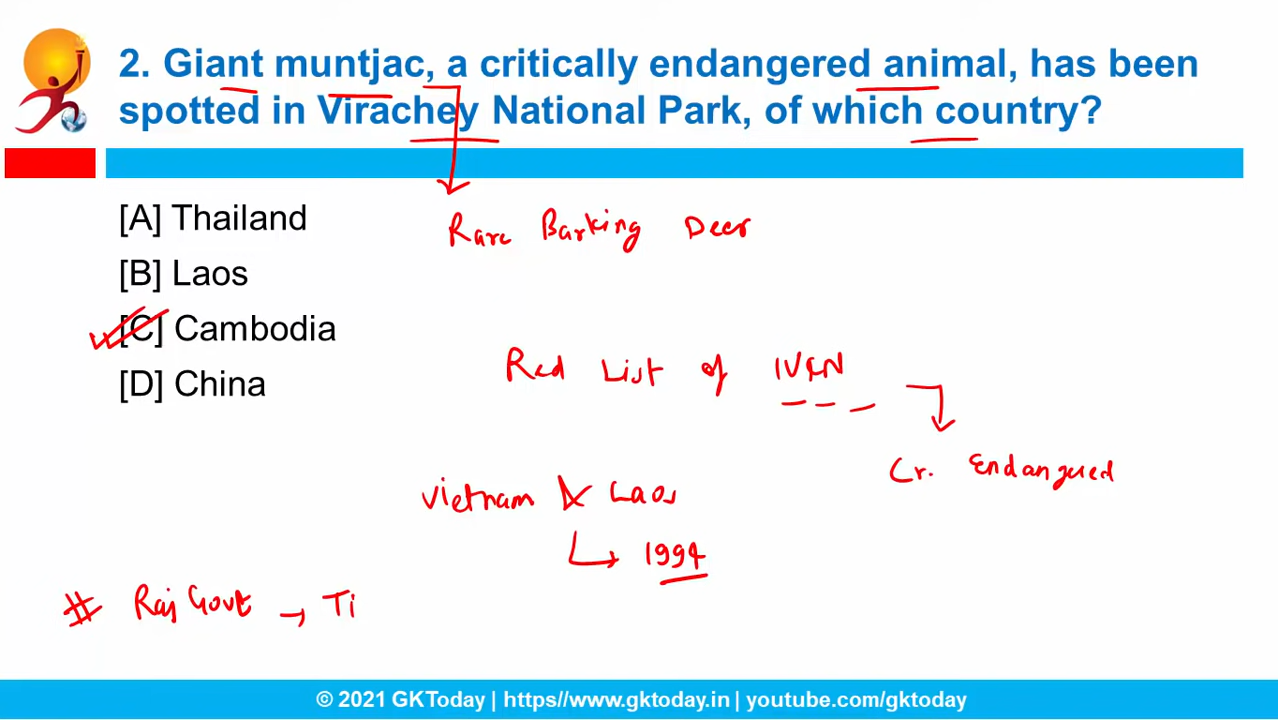 2. Giant muntjac, a critically endangered animal, has been
spotted in Virachey National Park, of which country?
[A] Thailand
Rare Barking Deer
[B] Laos
[C] Cambodia
Red List of IUCN
[D] China
Cr. Endangered
Vietnam & Laos
1994
# Raj Govt → Ti
© 2021 GKToday | https//www.gktoday.in | youtube.com/gktoday